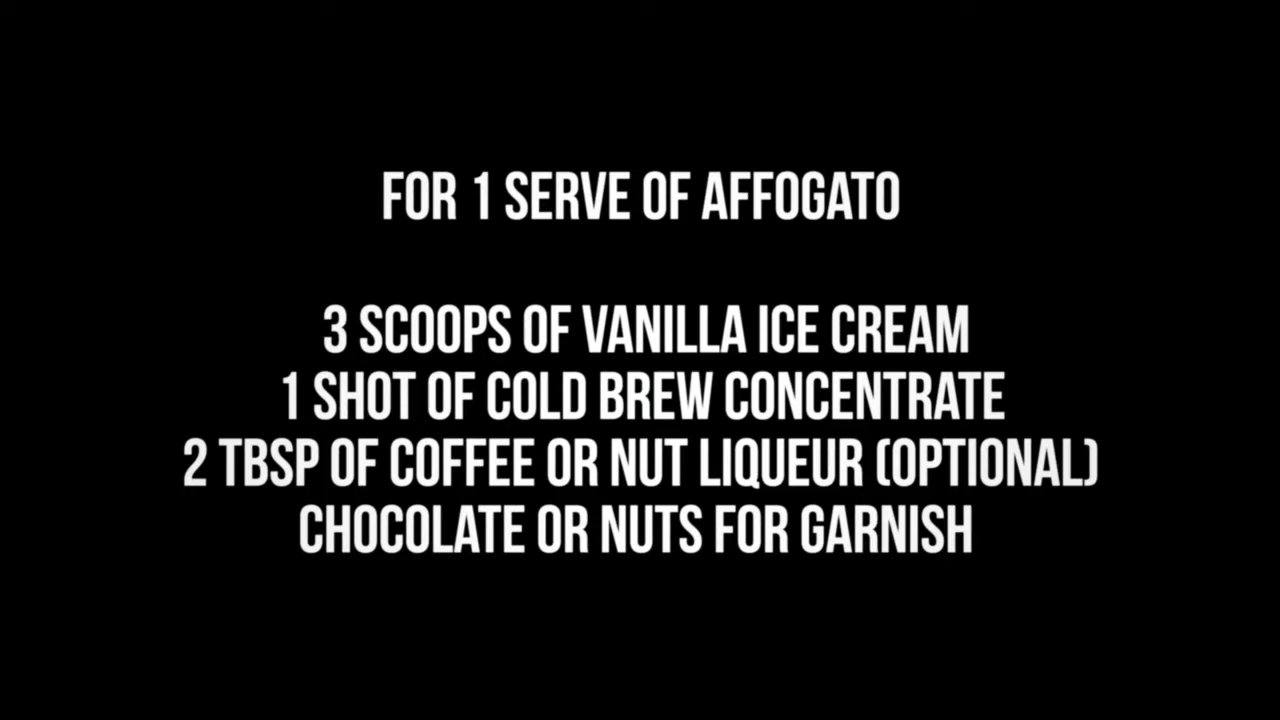 FOR 1 SERVE OF AFFOGATO
3 SCOOPS OF VANILLA ICE CREAM
1 SHOT OF COLD BREW CONCENTRATE
2 TBSP OF COFFEE OR NUT LIQUEUR (OPTIONAL)
CHOCOLATE OR NUTS FOR GARNISH